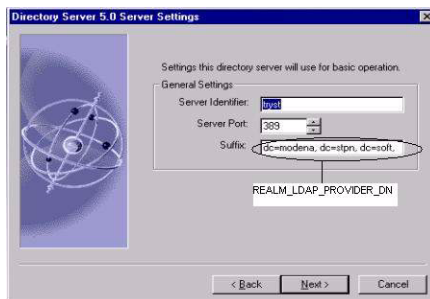 Directory Server 5.0 Server Settings
Settings this directory server will use for basic operation.
General Settings
Server Identifier: tryst
Server Port: 389
Suffix: dc=modena, dc=stpn, dc=soft,
REALM_LDAP_PROVIDER_DN
< Back
Next >
Cancel